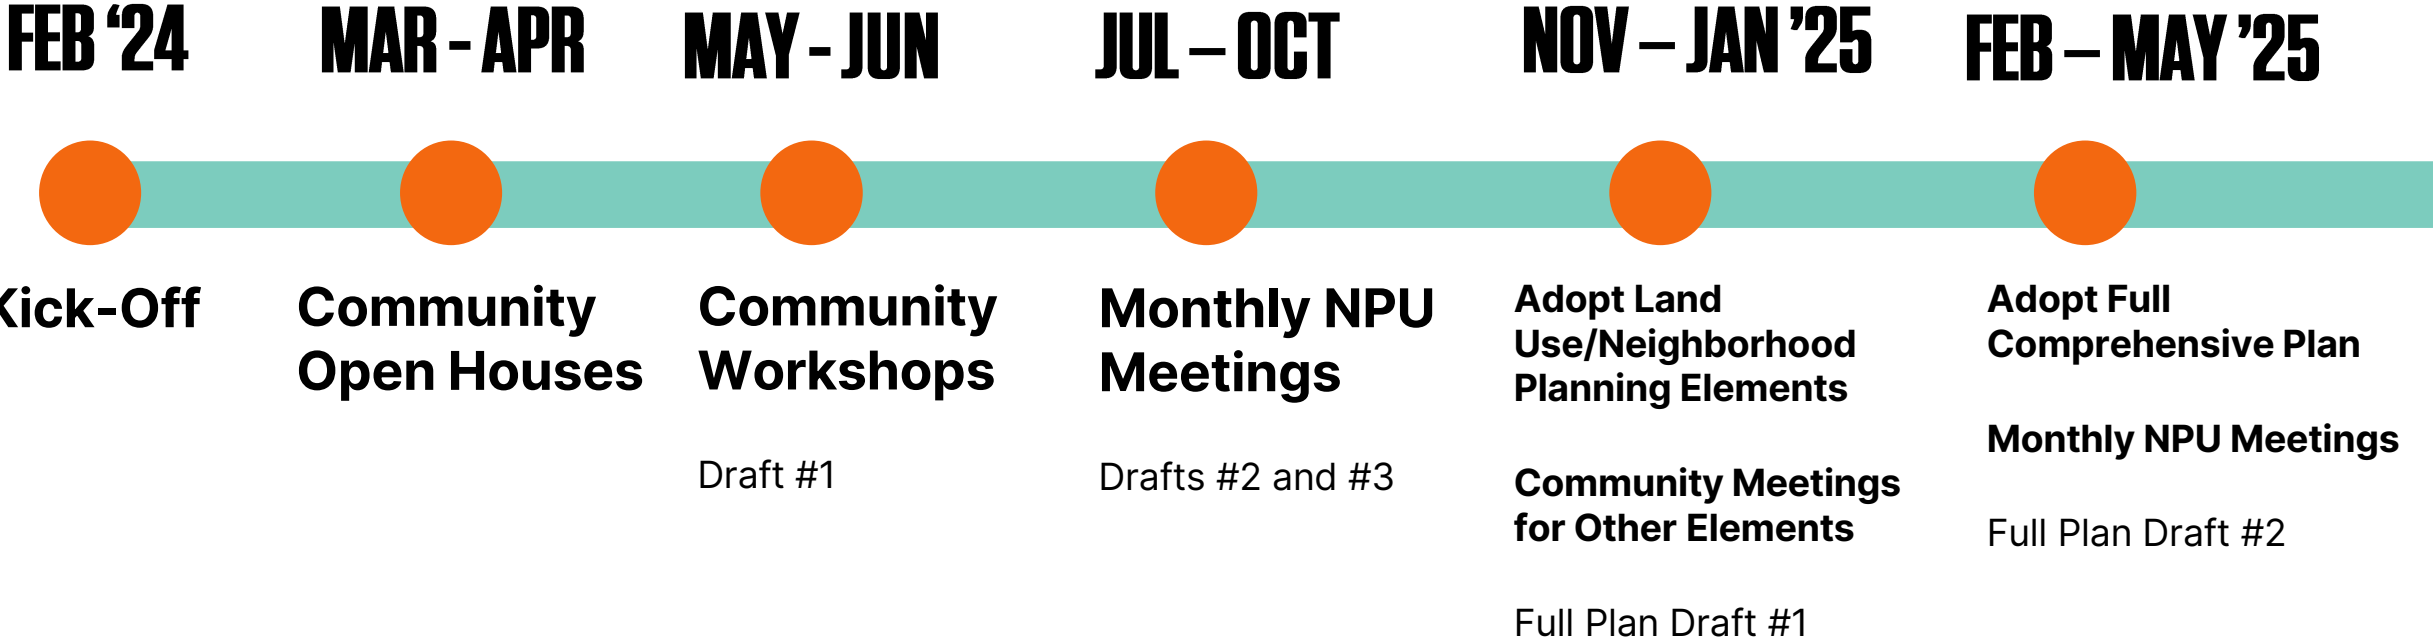 FEB ‘24
MAR - APR
MAY - JUN
JUL – OCT
NOV – JAN ’25
FEB – MAY ’25
Kick-Off
Community
Open Houses
Community
Workshops
Draft #1
Monthly NPU
Meetings
Drafts #2 and #3
Adopt Land
Use/Neighborhood
Planning Elements
Community Meetings
for Other Elements
Full Plan Draft #1
Adopt Full
Comprehensive Plan
Monthly NPU Meetings
Full Plan Draft #2